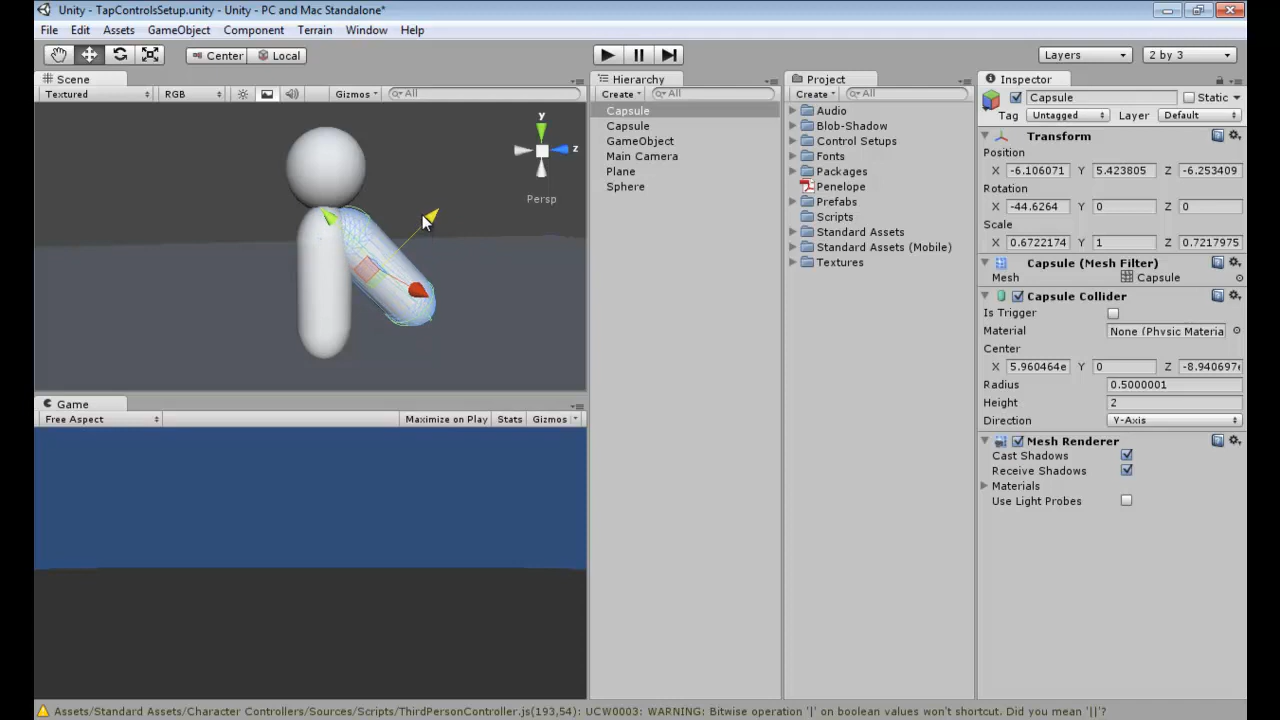 Unity - TapControlsSetup.unity - Unity - PC and Mac Standalone*
File Edit Assets GameObject Component Terrain Window Help
Center Local Layers 2 by 3
Scene
Textured RGB Gizmos All
y
z
Persp
Game
Free Aspect Maximize on Play Stats Gizmos
Hierarchy
Create All
Capsule
Capsule
GameObject
Main Camera
Plane
Sphere
Project
Create All
Audio
Blob-Shadow
Control Setups
Fonts
Packages
Penelope
Prefabs
Scripts
Standard Assets
Standard Assets (Mobile)
Textures
Inspector
Capsule Static
Tag Untagged Layer Default
Transform
Position
X -6.106071 Y 5.423805 Z -6.253409
Rotation
X -44.6264 Y 0 Z 0
Scale
X 0.6722174 Y 1 Z 0.7217975
Capsule (Mesh Filter)
Mesh Capsule
Capsule Collider
Is Trigger
Material None (Physic Materia
Center
X 5.960464e Y 0 Z -8.940697e
Radius 0.5000001
Height 2
Direction Y-Axis
Mesh Renderer
Cast Shadows
Receive Shadows
Materials
Use Light Probes
Assets/Standard Assets/Character Controllers/Sources/Scripts/ThirdPersonController.js(193,54): UCW0003: WARNING: Bitwise operation '|' on boolean values won't shortcut. Did you mean '||'?